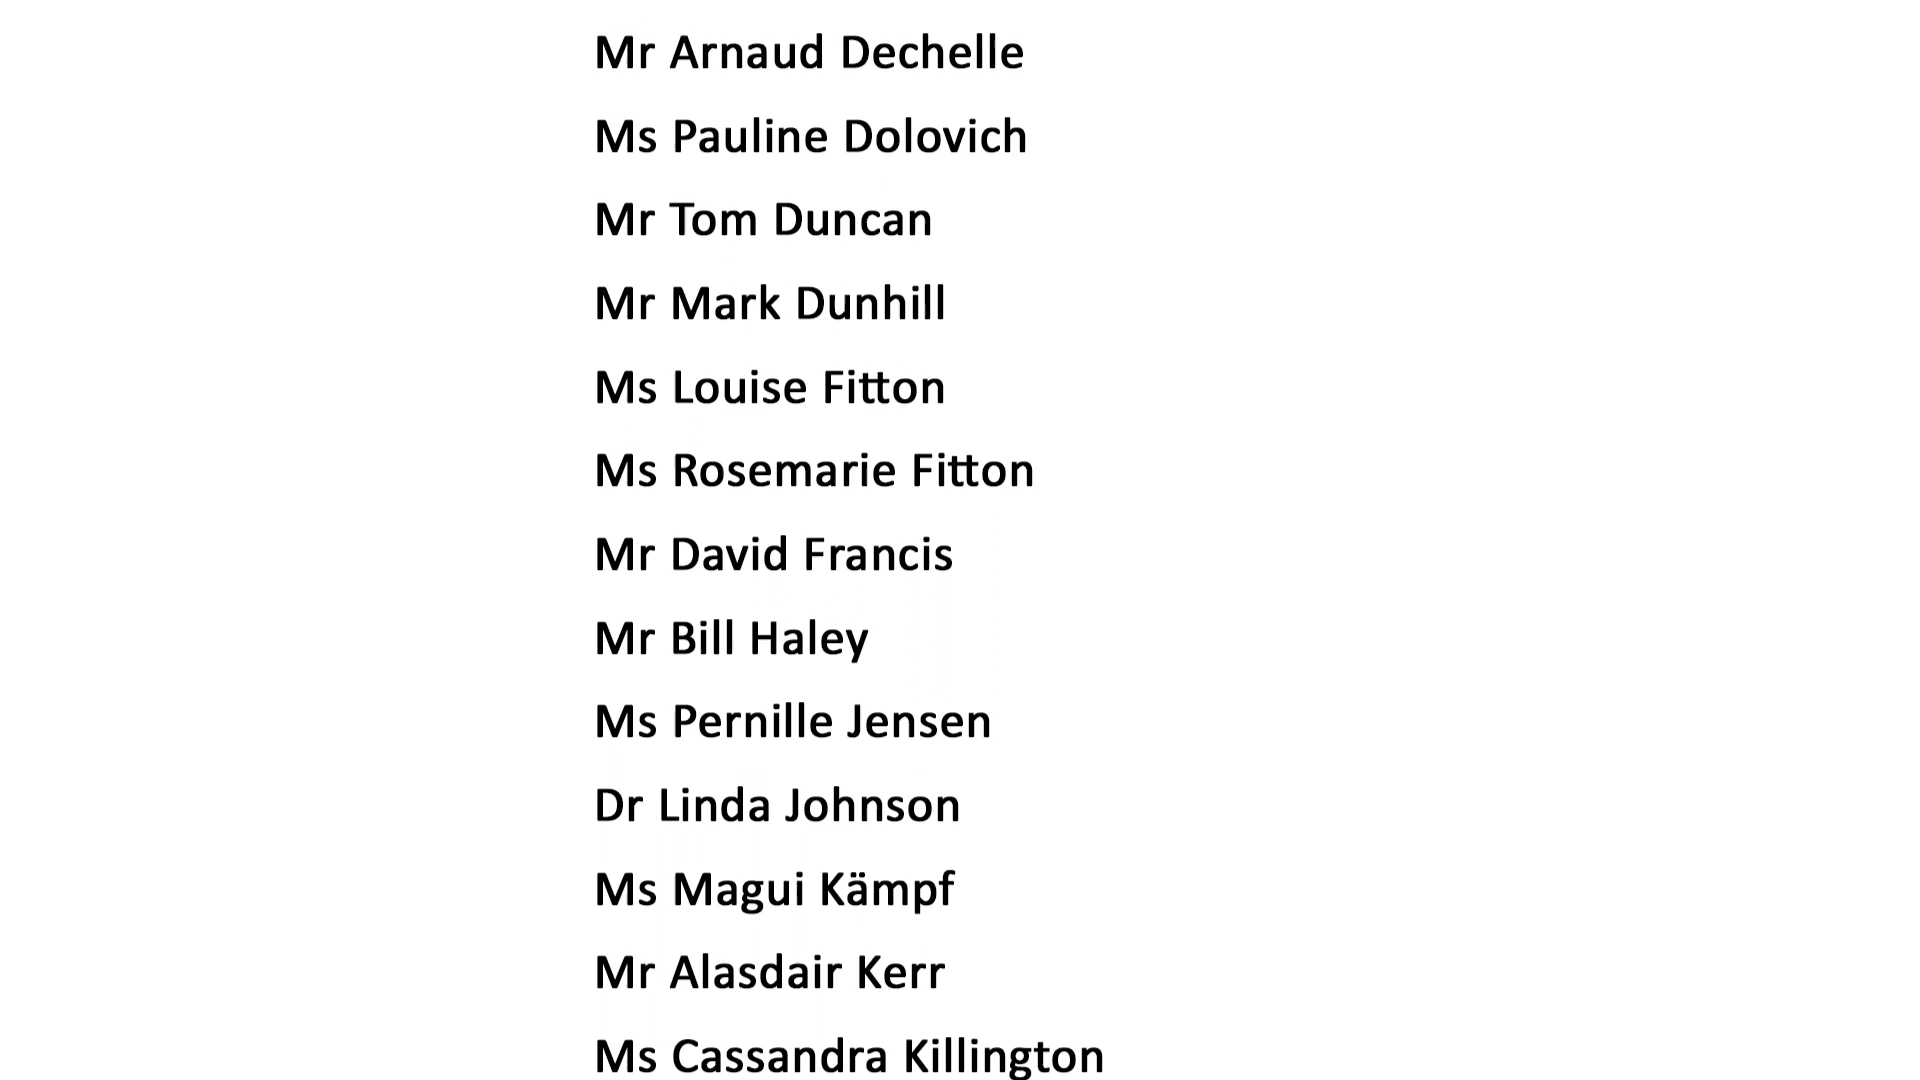 Mr Arnaud Dechelle
Ms Pauline Dolovich
Mr Tom Duncan
Mr Mark Dunhill
Ms Louise Fitton
Ms Rosemarie Fitton
Mr David Francis
Mr Bill Haley
Ms Pernille Jensen
Dr Linda Johnson
Ms Magui Kämpf
Mr Alasdair Kerr
Ms Cassandra Killington